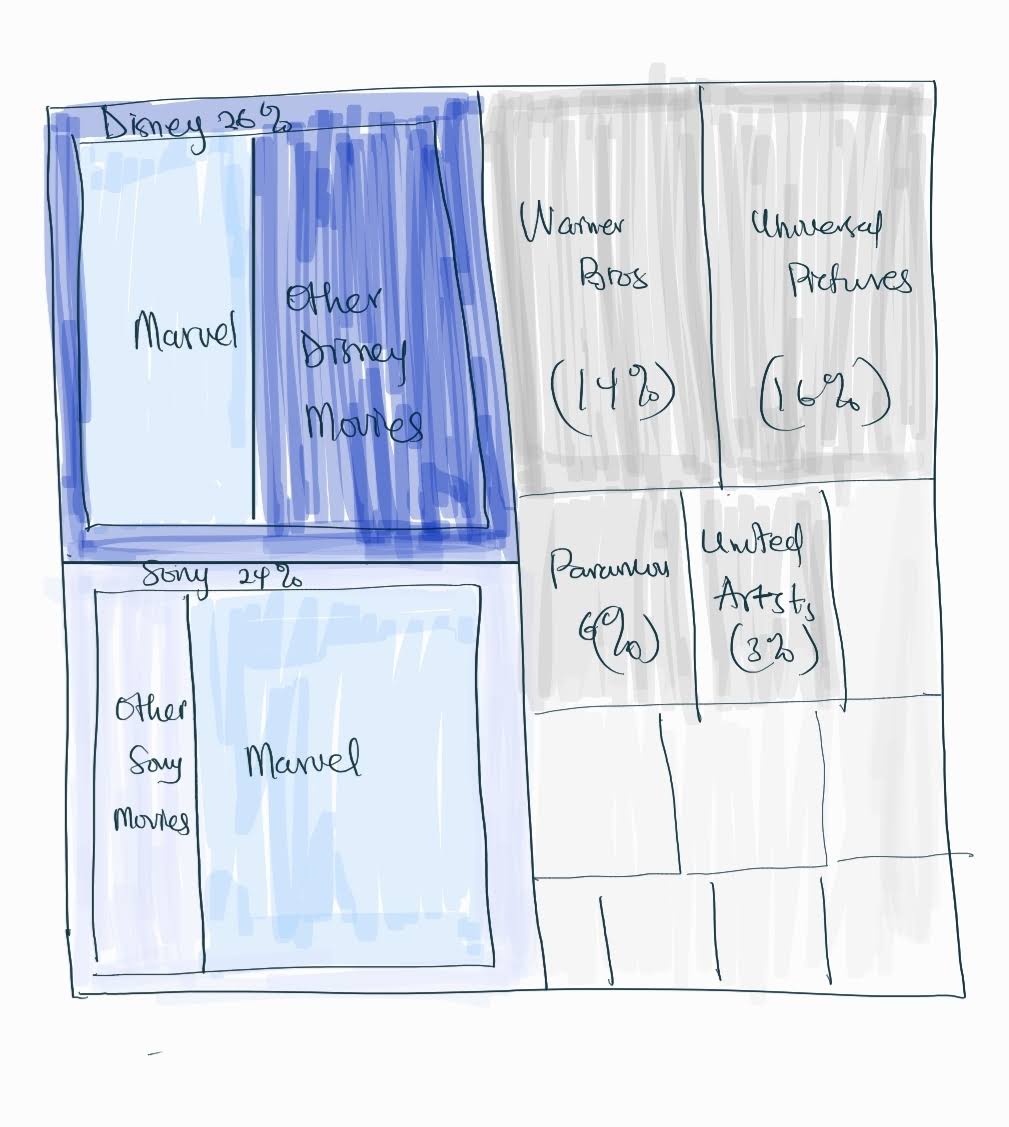 Disney 26%
Marvel
Other
Disney
Movies
Warner
Bros
(14%)
Universal
Pictures
(16%)
Sony 24%
Other
Sony
Movies
Marvel
Paramou
6%)
United
Artists
(3%)